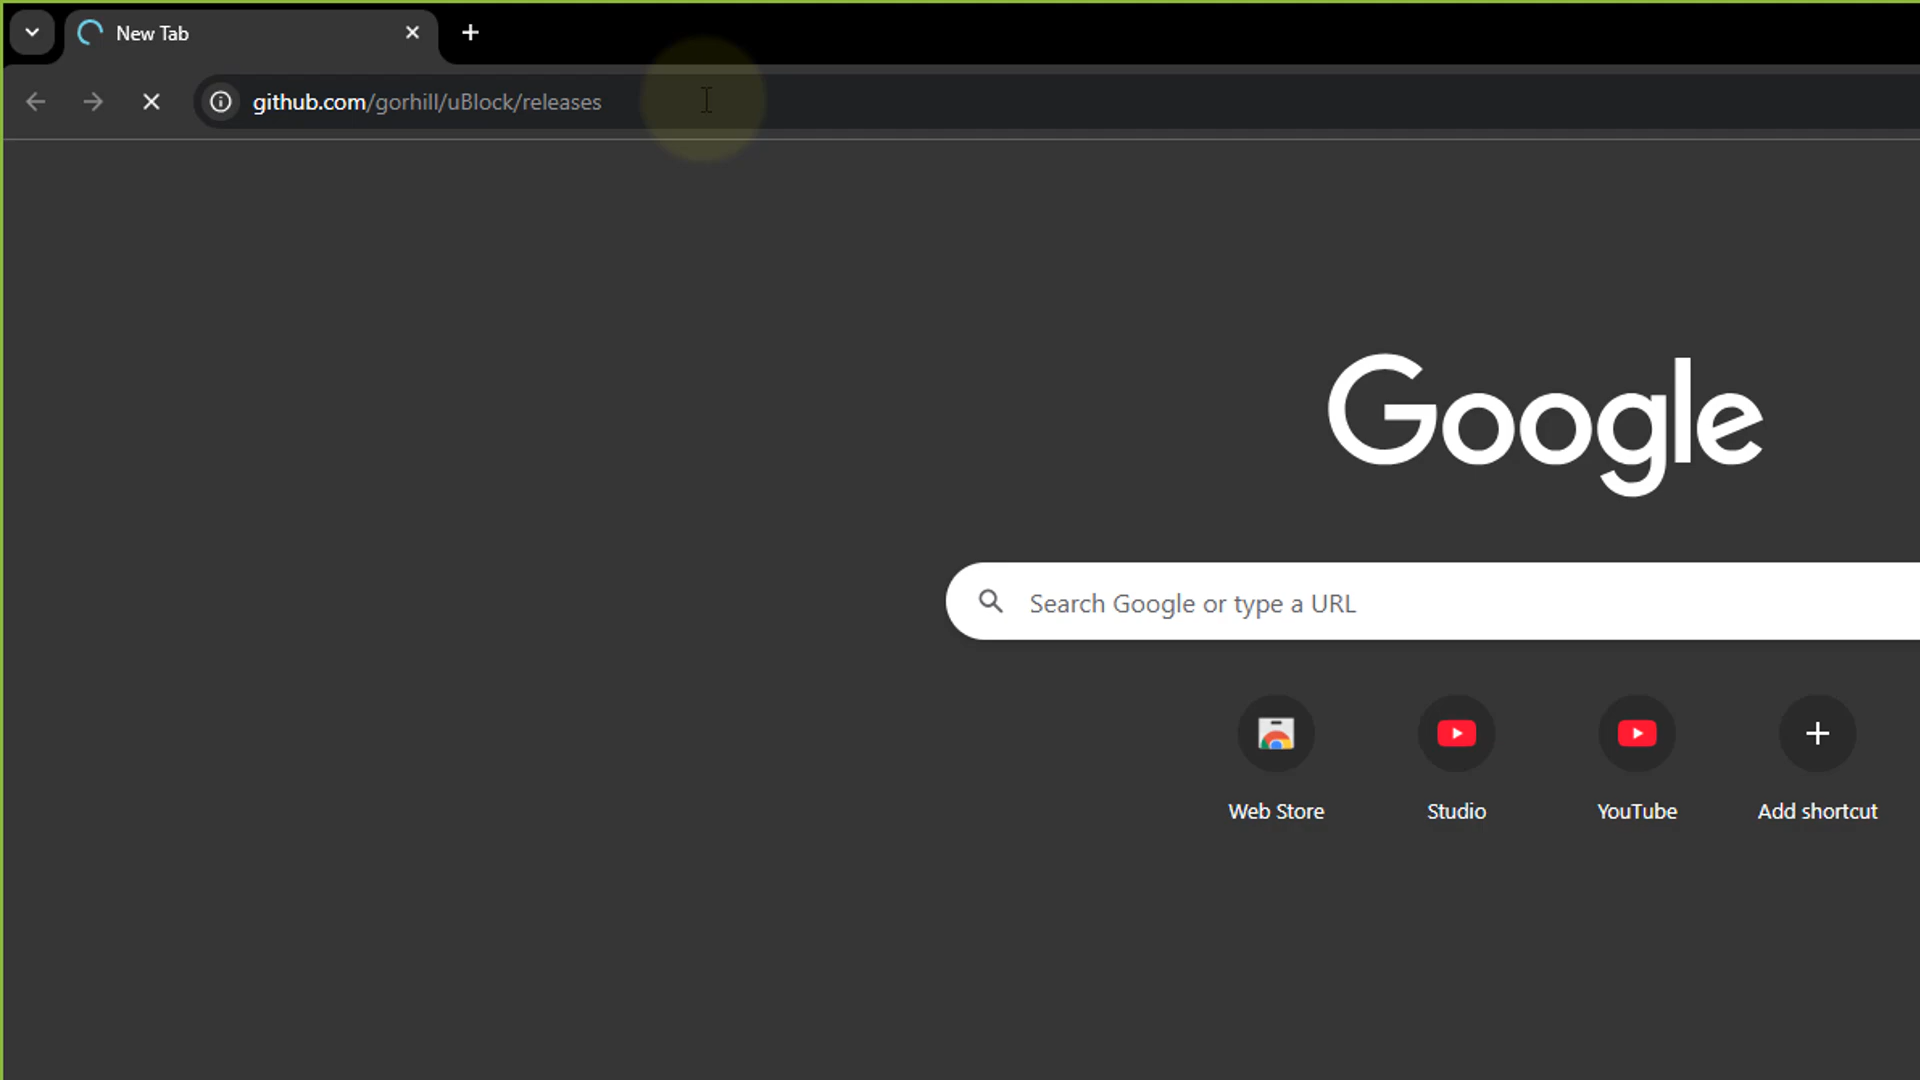 New Tab
github.com/gorhill/uBlock/releases
Google
Search Google or type a URL
Web Store
Studio
YouTube
Add shortcut